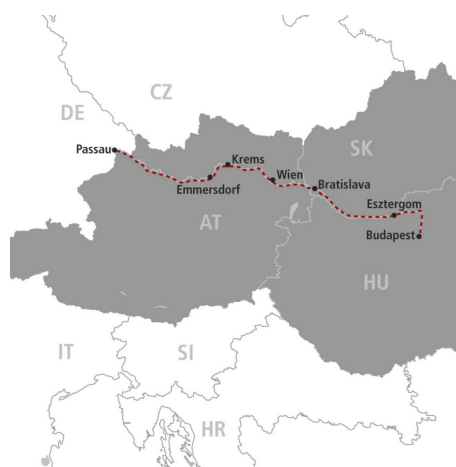 CZ
DE
Passau
Krems
Emmersdorf
Wien
SK
Bratislava
Esztergom
AT
Budapest
HU
IT
SI
HR